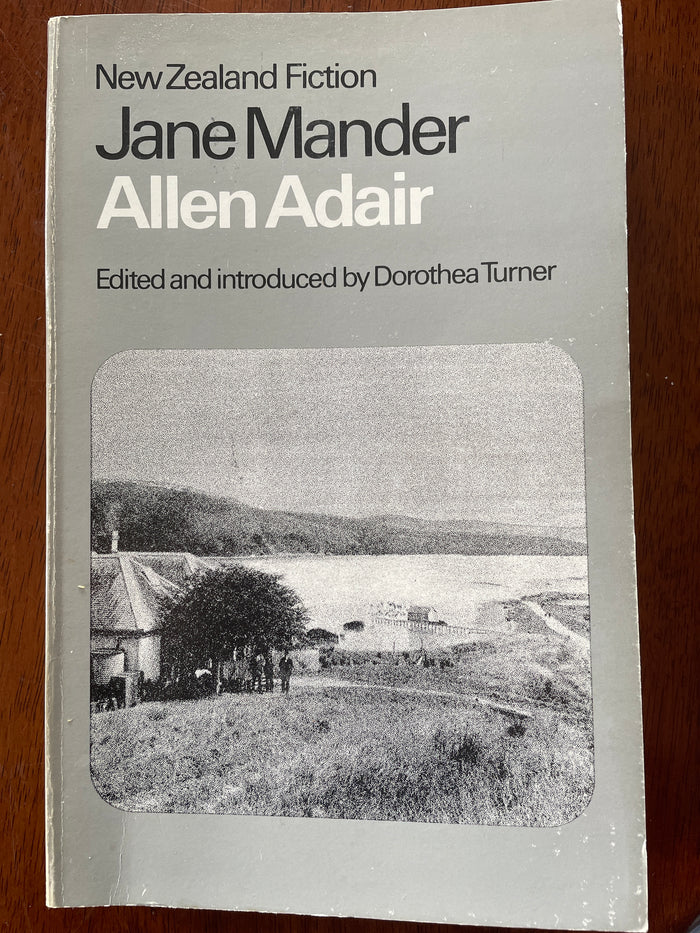 New Zealand Fiction
Jane Mander
Allen Adair
Edited and introduced by Dorothea Turner